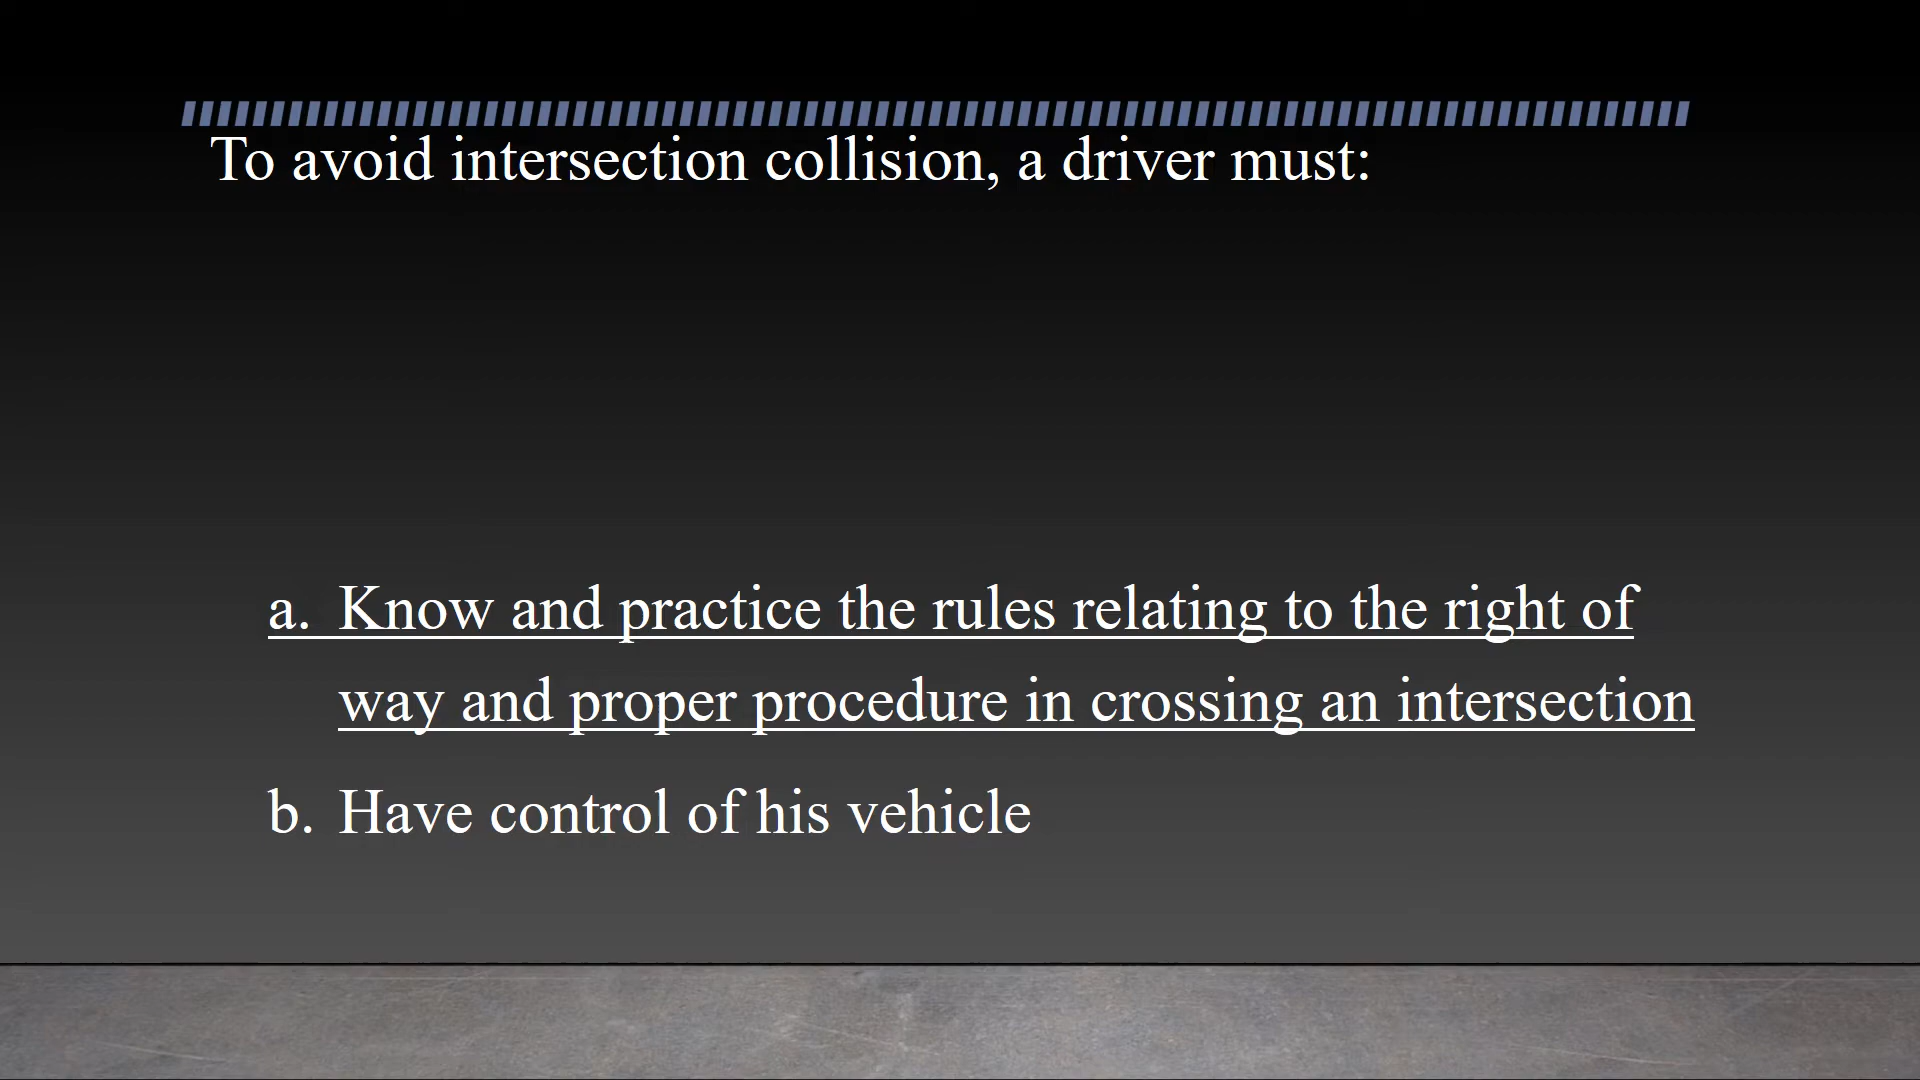 To avoid intersection collision, a driver must:
a. Know and practice the rules relating to the right of
way and proper procedure in crossing an intersection
b. Have control of his vehicle